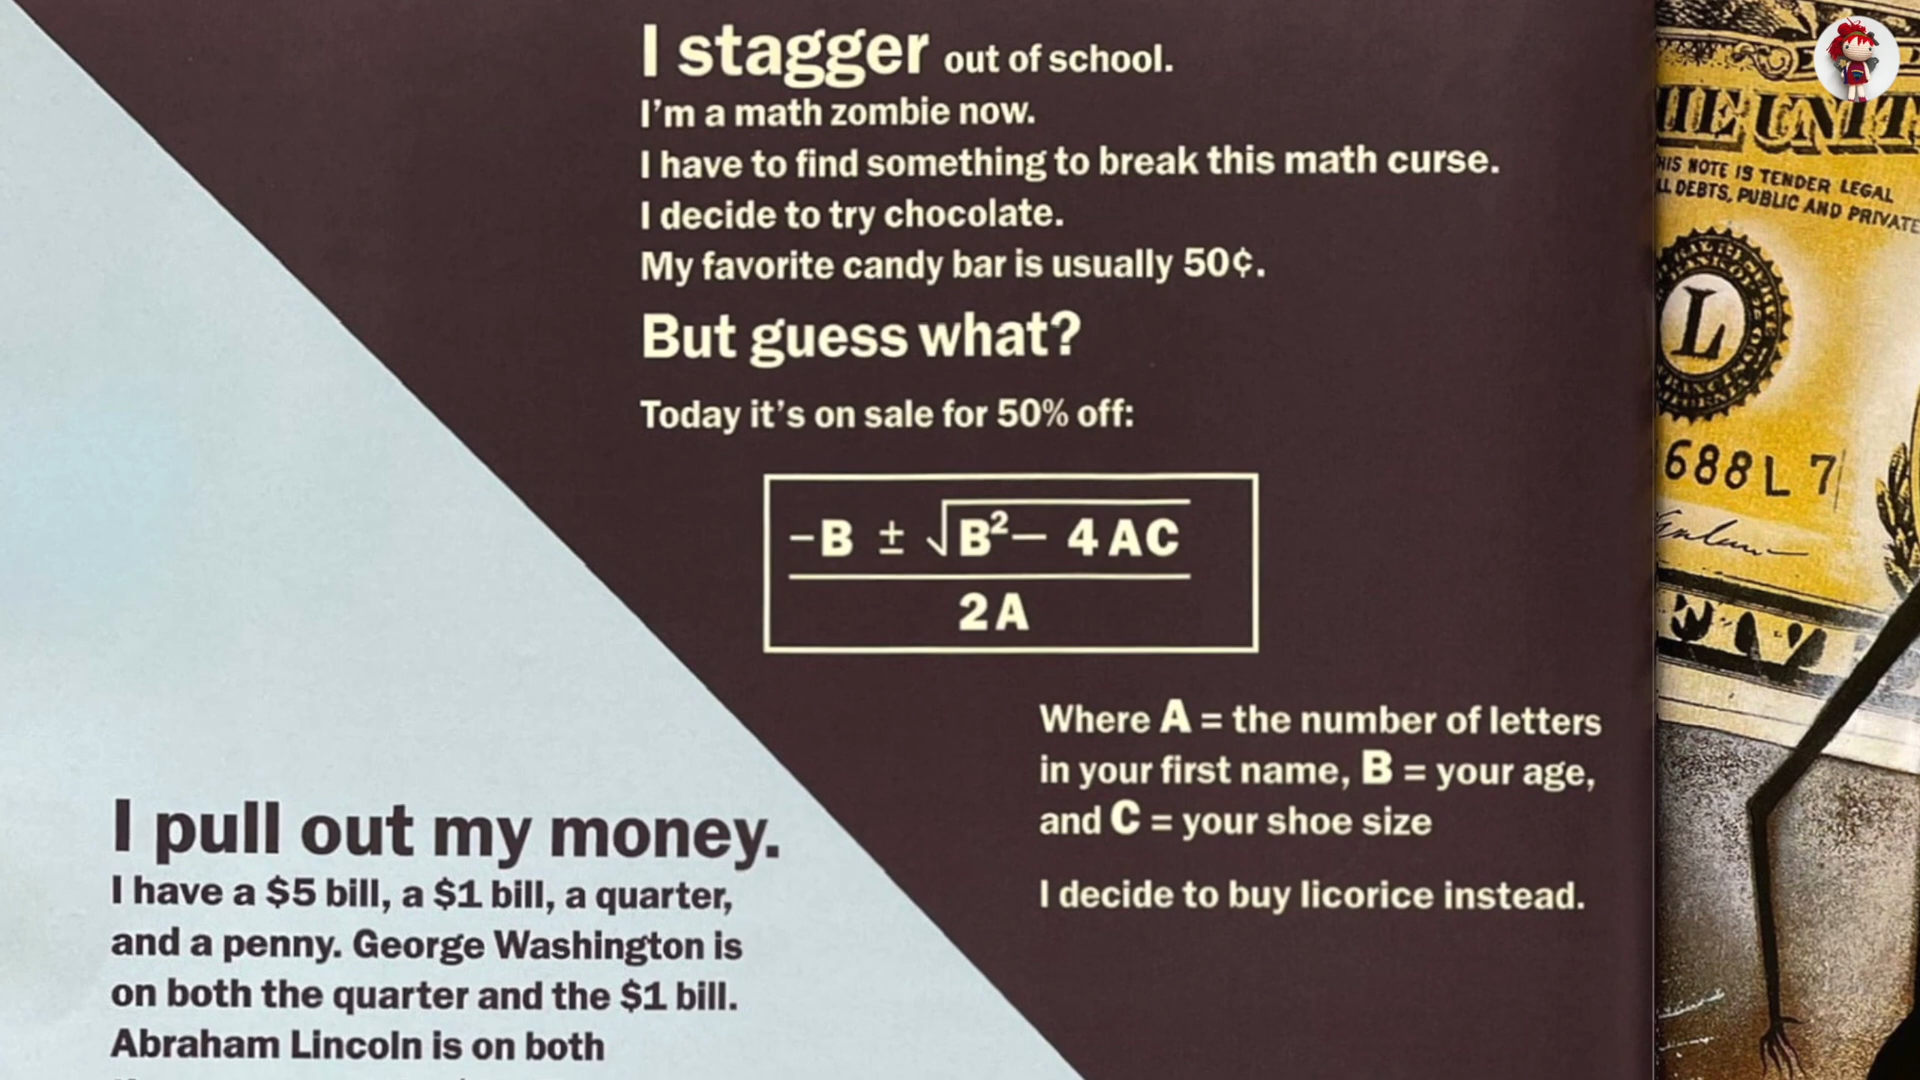 I stagger out of school.
I'm a math zombie now.
I have to find something to break this math curse.
I decide to try chocolate.
My favorite candy bar is usually 50¢.
But guess what?
Today it's on sale for 50% off:
−B ± √B²− 4 AC
2 A
Where A = the number of letters
in your first name, B = your age,
and C = your shoe size
I decide to buy licorice instead.
I pull out my money.
I have a $5 bill, a $1 bill, a quarter,
and a penny. George Washington is
on both the quarter and the $1 bill.
Abraham Lincoln is on both
HE UNIT
HIS NOTE IS TENDER LEGAL
LL DEBTS, PUBLIC AND PRIVATE
L
688L7